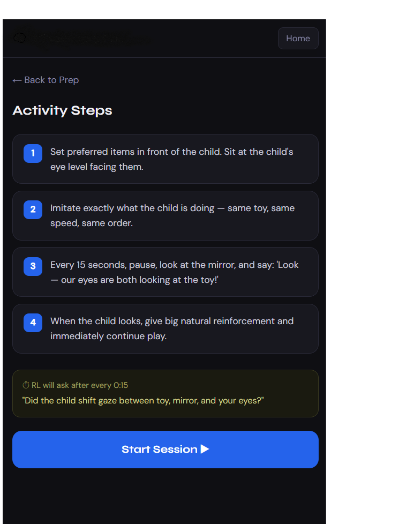 Home
← Back to Prep
Activity Steps
1
Set preferred items in front of the child. Sit at the child's
eye level facing them.
2
Imitate exactly what the child is doing — same toy, same
speed, same order.
3
Every 15 seconds, pause, look at the mirror, and say: 'Look
— our eyes are both looking at the toy!'
4
When the child looks, give big natural reinforcement and
immediately continue play.
⏱ RL will ask after every 0:15
"Did the child shift gaze between toy, mirror, and your eyes?"
Start Session ▶